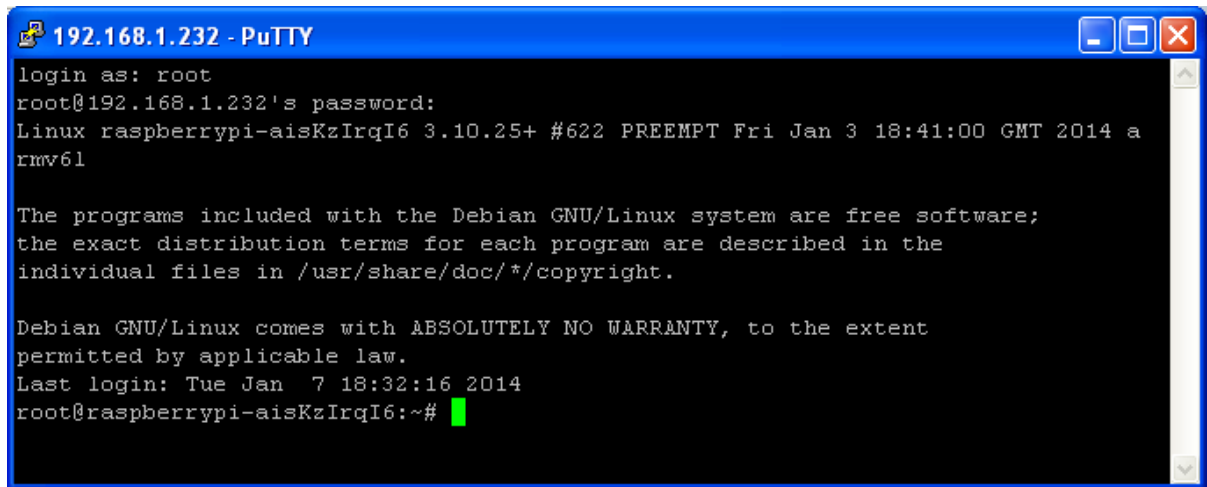 192.168.1.232 - PuTTY
login as: root
root@192.168.1.232's password:
Linux raspberrypi-aisKzIrqI6 3.10.25+ #622 PREEMPT Fri Jan 3 18:41:00 GMT 2014 a
rmv6l
The programs included with the Debian GNU/Linux system are free software;
the exact distribution terms for each program are described in the
individual files in /usr/share/doc/*/copyright.
Debian GNU/Linux comes with ABSOLUTELY NO WARRANTY, to the extent
permitted by applicable law.
Last login: Tue Jan  7 18:32:16 2014
root@raspberrypi-aisKzIrqI6:~#